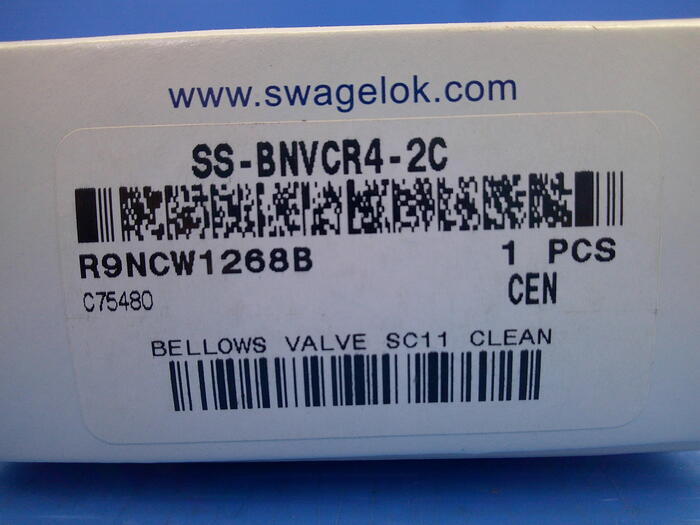 www.swagelok.com
SS-BNVCR4-2C
R9NCW1268B 1 PCS
C75480 CEN
BELLOWS VALVE SC11 CLEAN